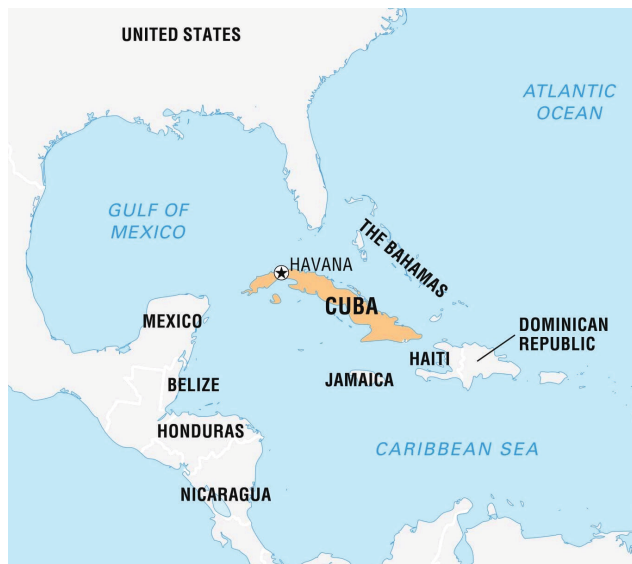 UNITED STATES
ATLANTIC
OCEAN
GULF OF
MEXICO
THE BAHAMAS
HAVANA
CUBA
MEXICO
DOMINICAN
REPUBLIC
HAITI
JAMAICA
BELIZE
HONDURAS
CARIBBEAN SEA
NICARAGUA